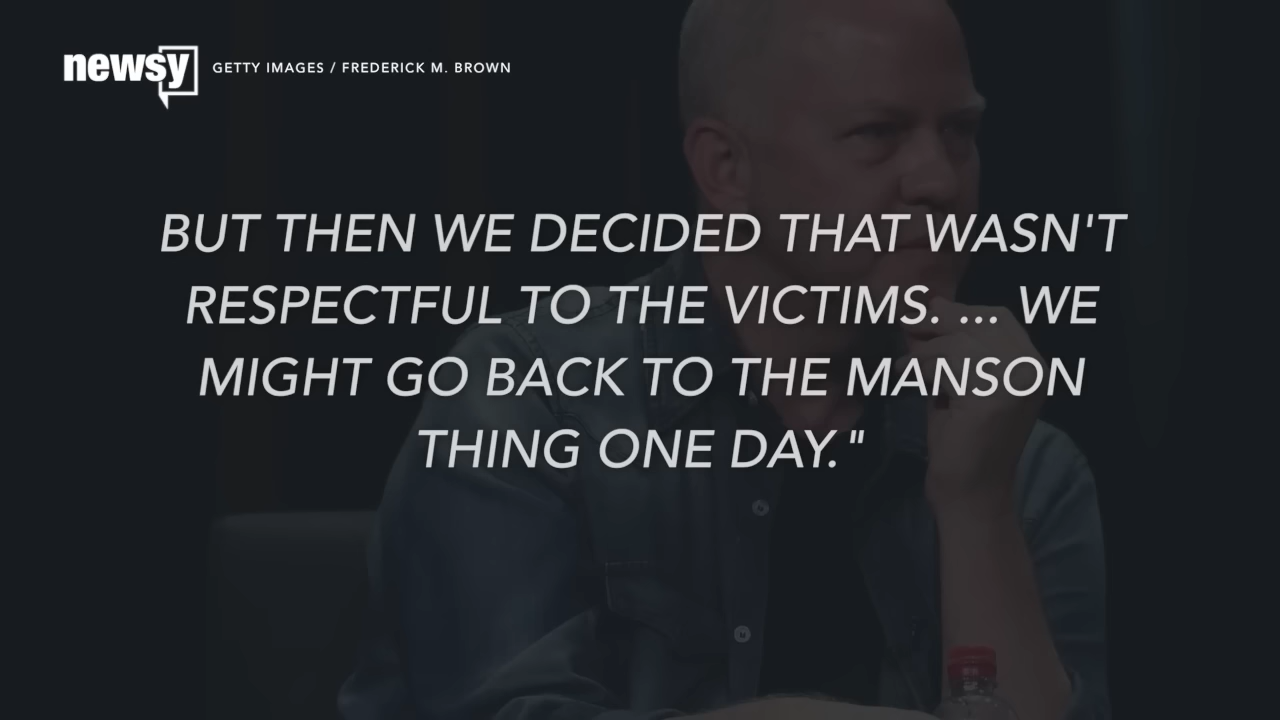 newsy GETTY IMAGES / FREDERICK M. BROWN
BUT THEN WE DECIDED THAT WASN'T
RESPECTFUL TO THE VICTIMS. ... WE
MIGHT GO BACK TO THE MANSON
THING ONE DAY."